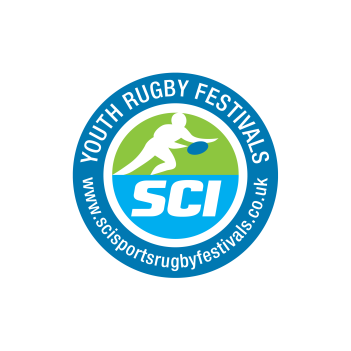 YOUTH RUGBY FESTIVALS
SCI
www.scisportsrugbyfestivals.co.uk